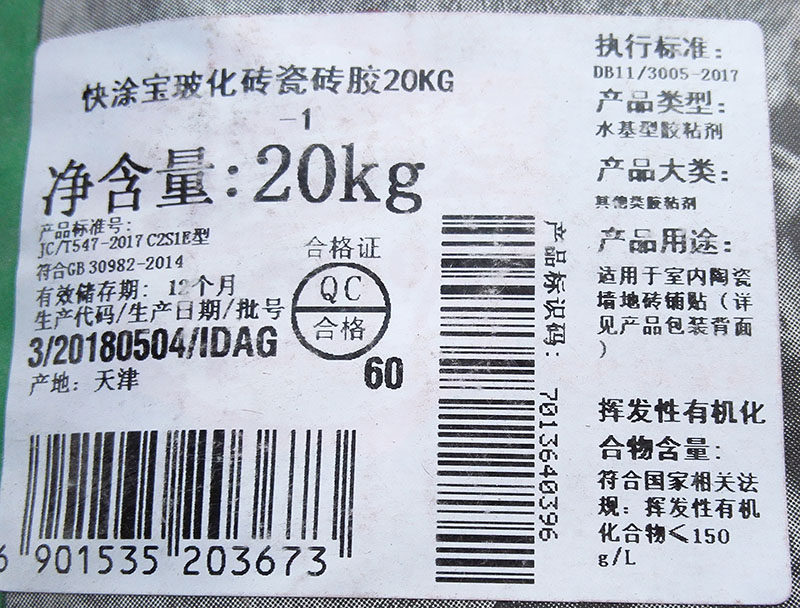 快涂宝玻化砖瓷砖胶20KG
-1
净含量:20kg
产品标准号:
JC/T547-2017 C2S1E型
符合GB 30982-2014
有效储存期: 12个月
生产代码/生产日期/批号
3/20180504/IDAG
产地: 天津
合格证
QC
合格
60
6 901535 203673
产品标识码:
7013640396
执行标准:
DB11/3005-2017
产品类型:
水基型胶粘剂
产品大类:
其他类胶粘剂
产品用途:
适用于室内陶瓷
墙地砖铺贴（详
见产品包装背面
）
挥发性有机化
合物含量:
符合国家相关法
规: 挥发性有机
化合物≤150
g/L